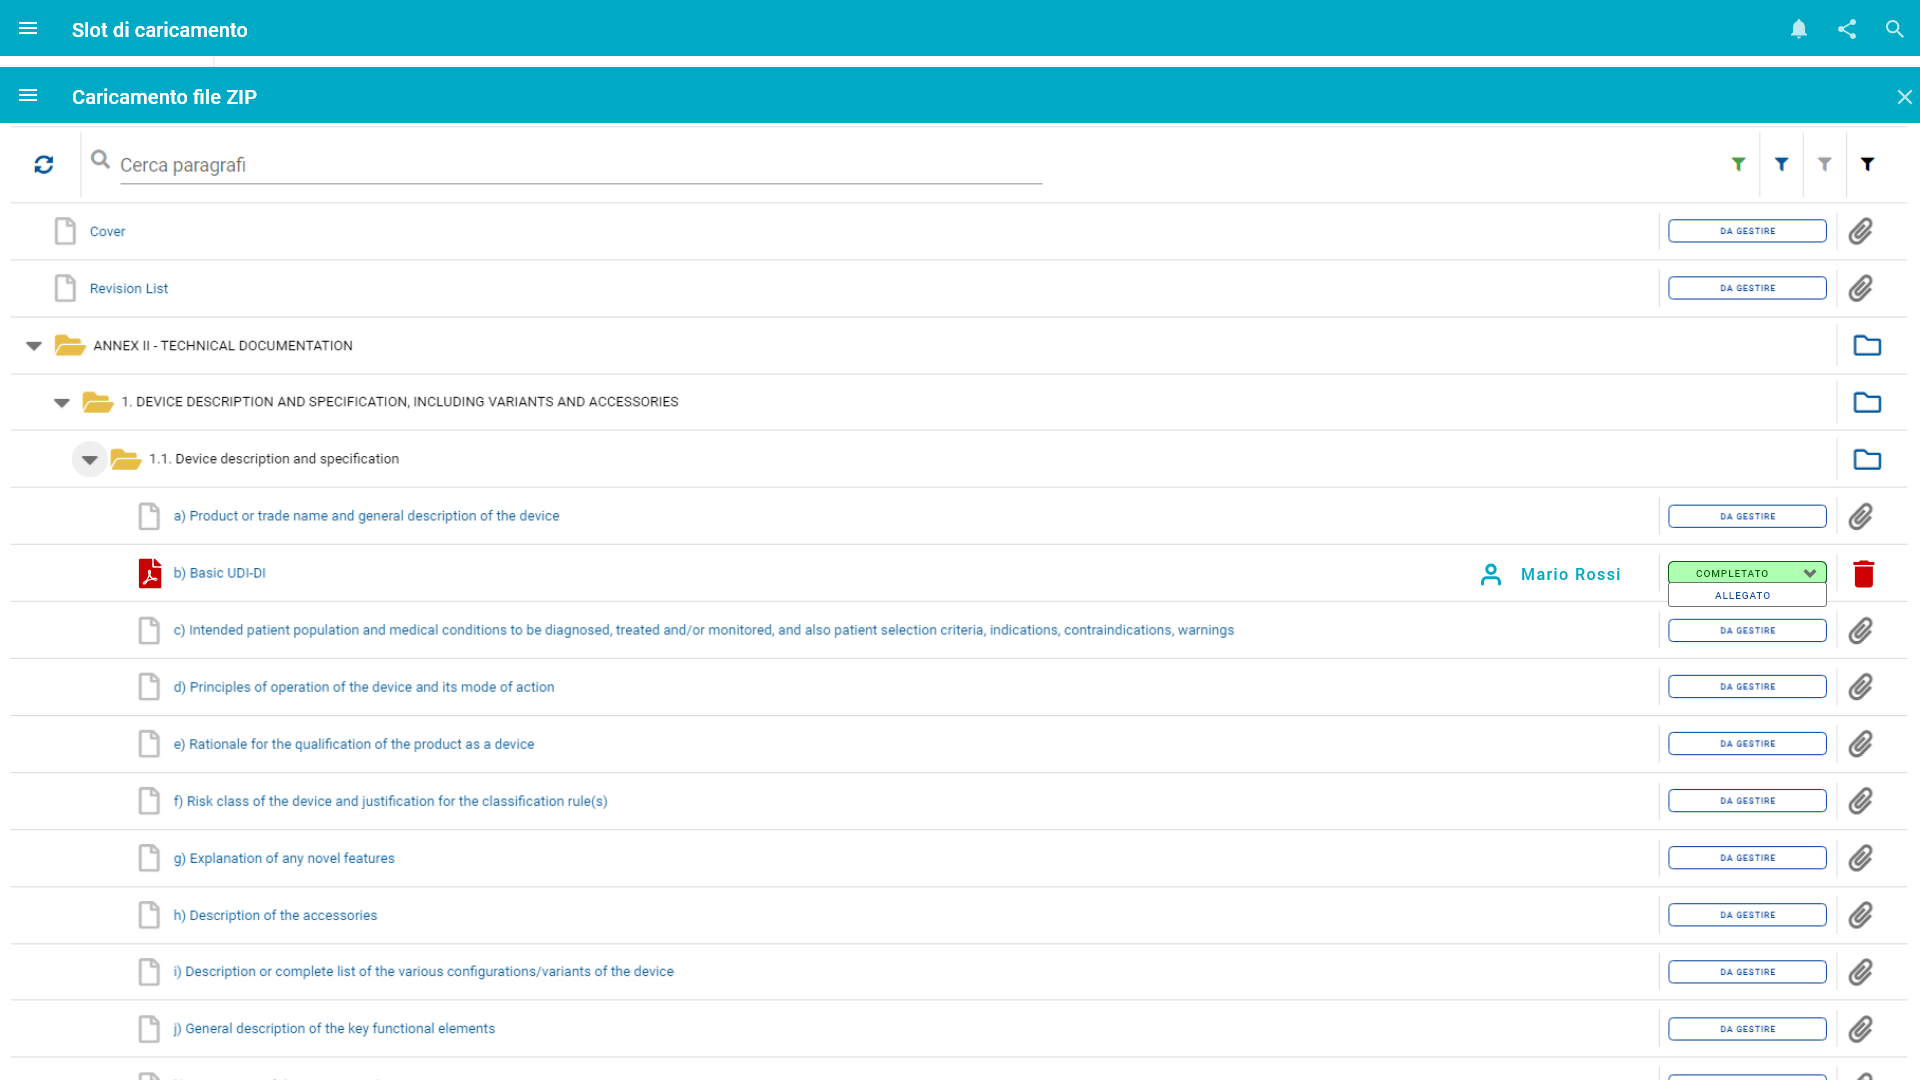 Slot di caricamento
Caricamento file ZIP
Cerca paragrafi
Cover DA GESTIRE
Revision List DA GESTIRE
ANNEX II - TECHNICAL DOCUMENTATION
1. DEVICE DESCRIPTION AND SPECIFICATION, INCLUDING VARIANTS AND ACCESSORIES
1.1. Device description and specification
a) Product or trade name and general description of the device DA GESTIRE
b) Basic UDI-DI Mario Rossi COMPLETATO
ALLEGATO
c) Intended patient population and medical conditions to be diagnosed, treated and/or monitored, and also patient selection criteria, indications, contraindications, warnings DA GESTIRE
d) Principles of operation of the device and its mode of action DA GESTIRE
e) Rationale for the qualification of the product as a device DA GESTIRE
f) Risk class of the device and justification for the classification rule(s) DA GESTIRE
g) Explanation of any novel features DA GESTIRE
h) Description of the accessories DA GESTIRE
i) Description or complete list of the various configurations/variants of the device DA GESTIRE
j) General description of the key functional elements DA GESTIRE